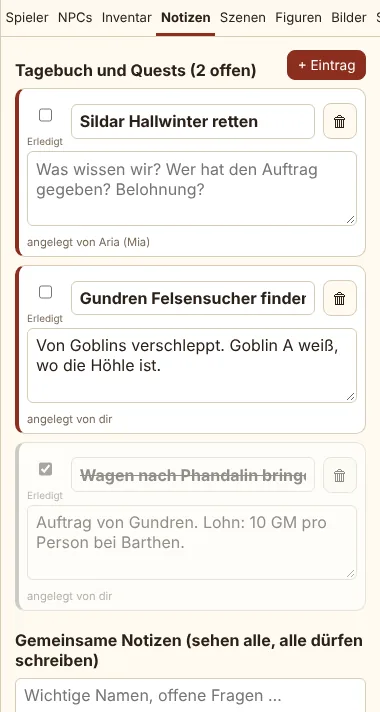 Spieler NPCs Inventar Notizen Szenen Figuren Bilder S
Tagebuch und Quests (2 offen)
+ Eintrag
Sildar Hallwinter retten
Erledigt
Was wissen wir? Wer hat den Auftrag
gegeben? Belohnung?
angelegt von Aria (Mia)
Gundren Felsensucher finden
Erledigt
Von Goblins verschleppt. Goblin A weiß,
wo die Höhle ist.
angelegt von dir
Wagen nach Phandalin bringe
Erledigt
Auftrag von Gundren. Lohn: 10 GM pro
Person bei Barthen.
angelegt von dir
Gemeinsame Notizen (sehen alle, alle dürfen
schreiben)
Wichtige Namen, offene Fragen ...